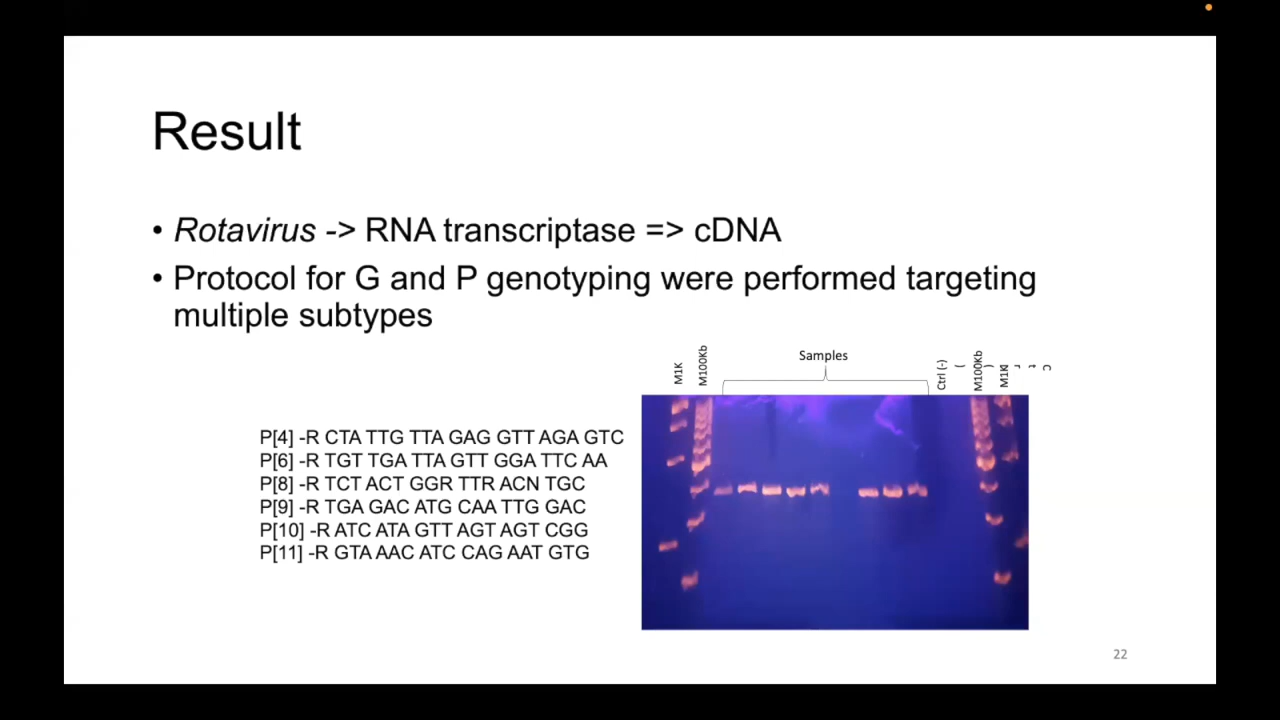 Result
• Rotavirus -> RNA transcriptase => cDNA
• Protocol for G and P genotyping were performed targeting
multiple subtypes
M1K
M100Kb
Samples
Ctrl (-)
M100Kb
M1K
P[4] -R CTA TTG TTA GAG GTT AGA GTC
P[6] -R TGT TGA TTA GTT GGA TTC AA
P[8] -R TCT ACT GGR TTR ACN TGC
P[9] -R TGA GAC ATG CAA TTG GAC
P[10] -R ATC ATA GTT AGT AGT CGG
P[11] -R GTA AAC ATC CAG AAT GTG
22